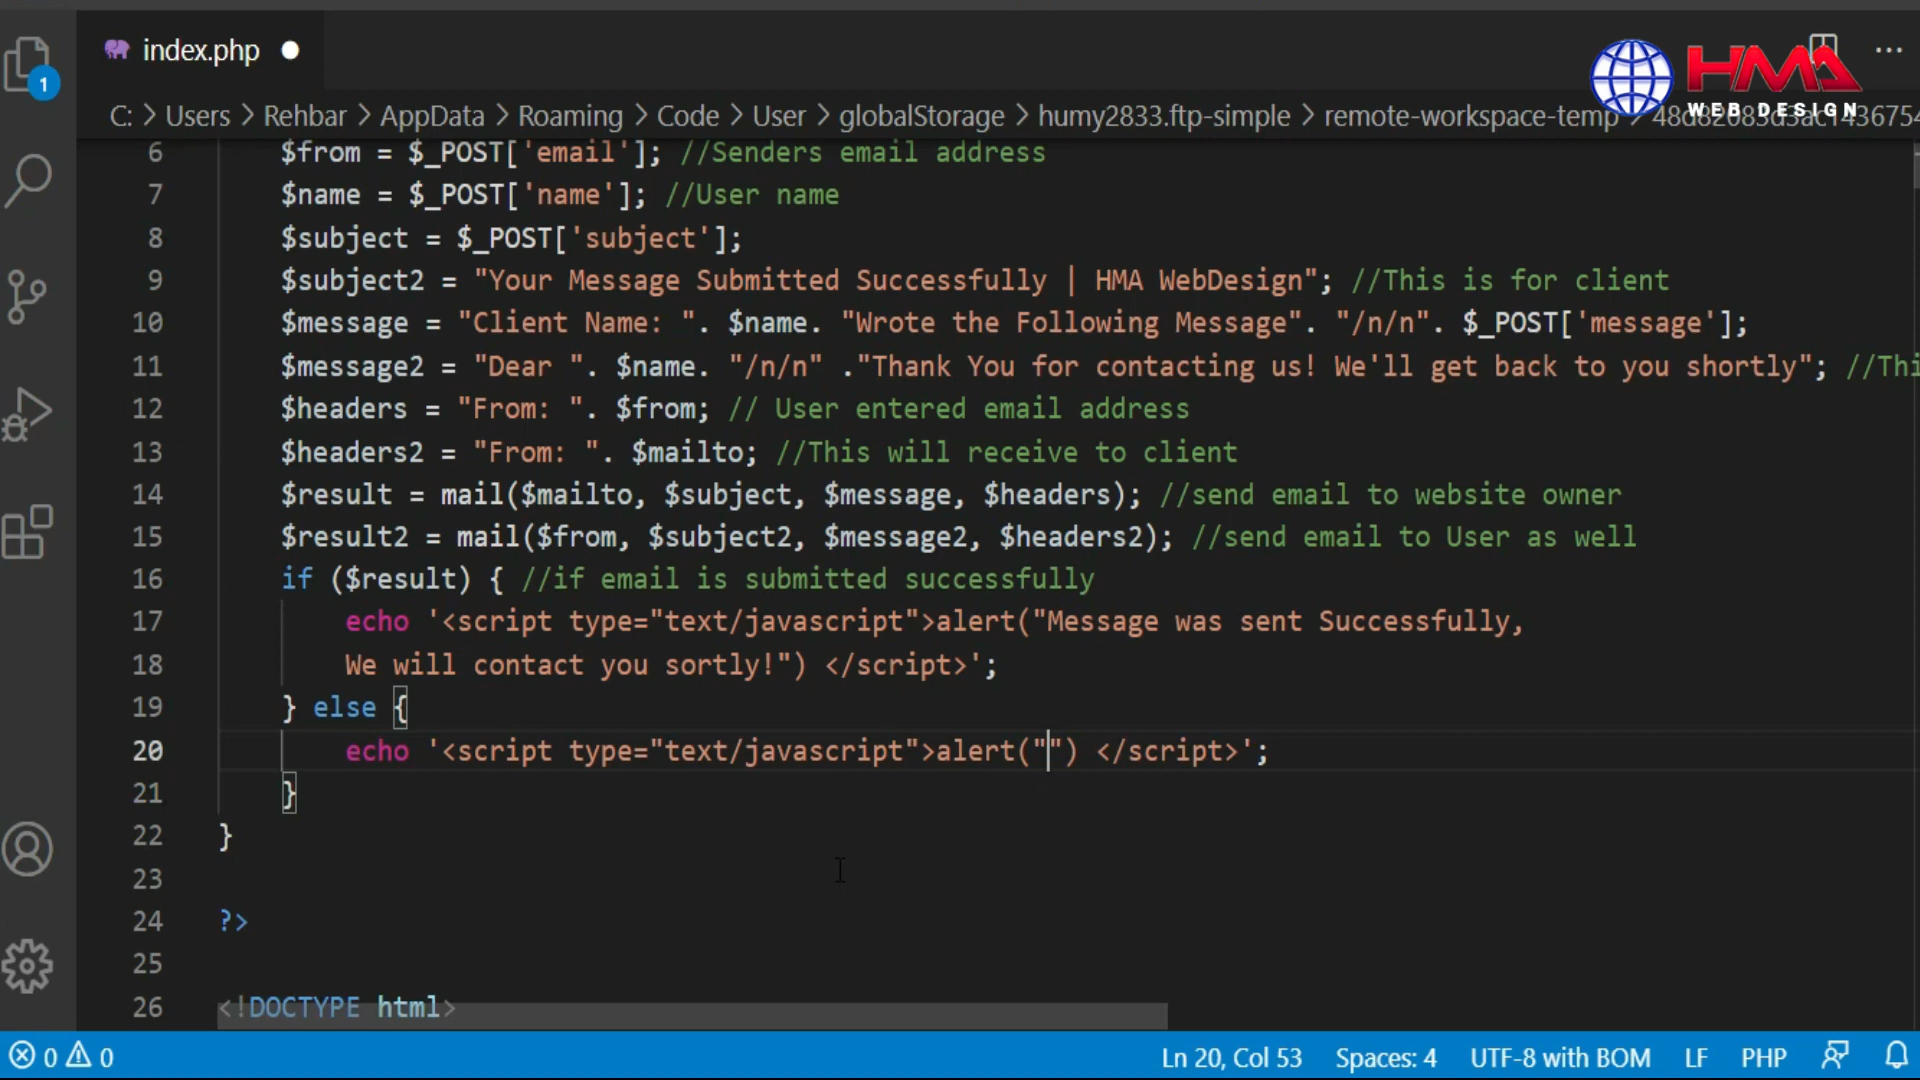 index.php
1
HMA
WEB DESIGN
C: > Users > Rehbar > AppData > Roaming > Code > User > globalStorage > humy2833.ftp-simple > remote-workspace-temp >
6 $from = $_POST['email']; //Senders email address
7 $name = $_POST['name']; //User name
8 $subject = $_POST['subject'];
9 $subject2 = "Your Message Submitted Successfully | HMA WebDesign"; //This is for client
10 $message = "Client Name: ". $name. "Wrote the Following Message". "/n/n". $_POST['message'];
11 $message2 = "Dear ". $name. "/n/n" ."Thank You for contacting us! We'll get back to you shortly"; //Thi
12 $headers = "From: ". $from; // User entered email address
13 $headers2 = "From: ". $mailto; //This will receive to client
14 $result = mail($mailto, $subject, $message, $headers); //send email to website owner
15 $result2 = mail($from, $subject2, $message2, $headers2); //send email to User as well
16 if ($result) { //if email is submitted successfully
17 echo '<script type="text/javascript">alert("Message was sent Successfully,
18 We will contact you sortly!") </script>';
19 } else {
20 echo '<script type="text/javascript">alert("") </script>';
21 }
22 }
23
24 ?>
25
26 <!DOCTYPE html>
0 0 Ln 20, Col 53 Spaces: 4 UTF-8 with BOM LF PHP